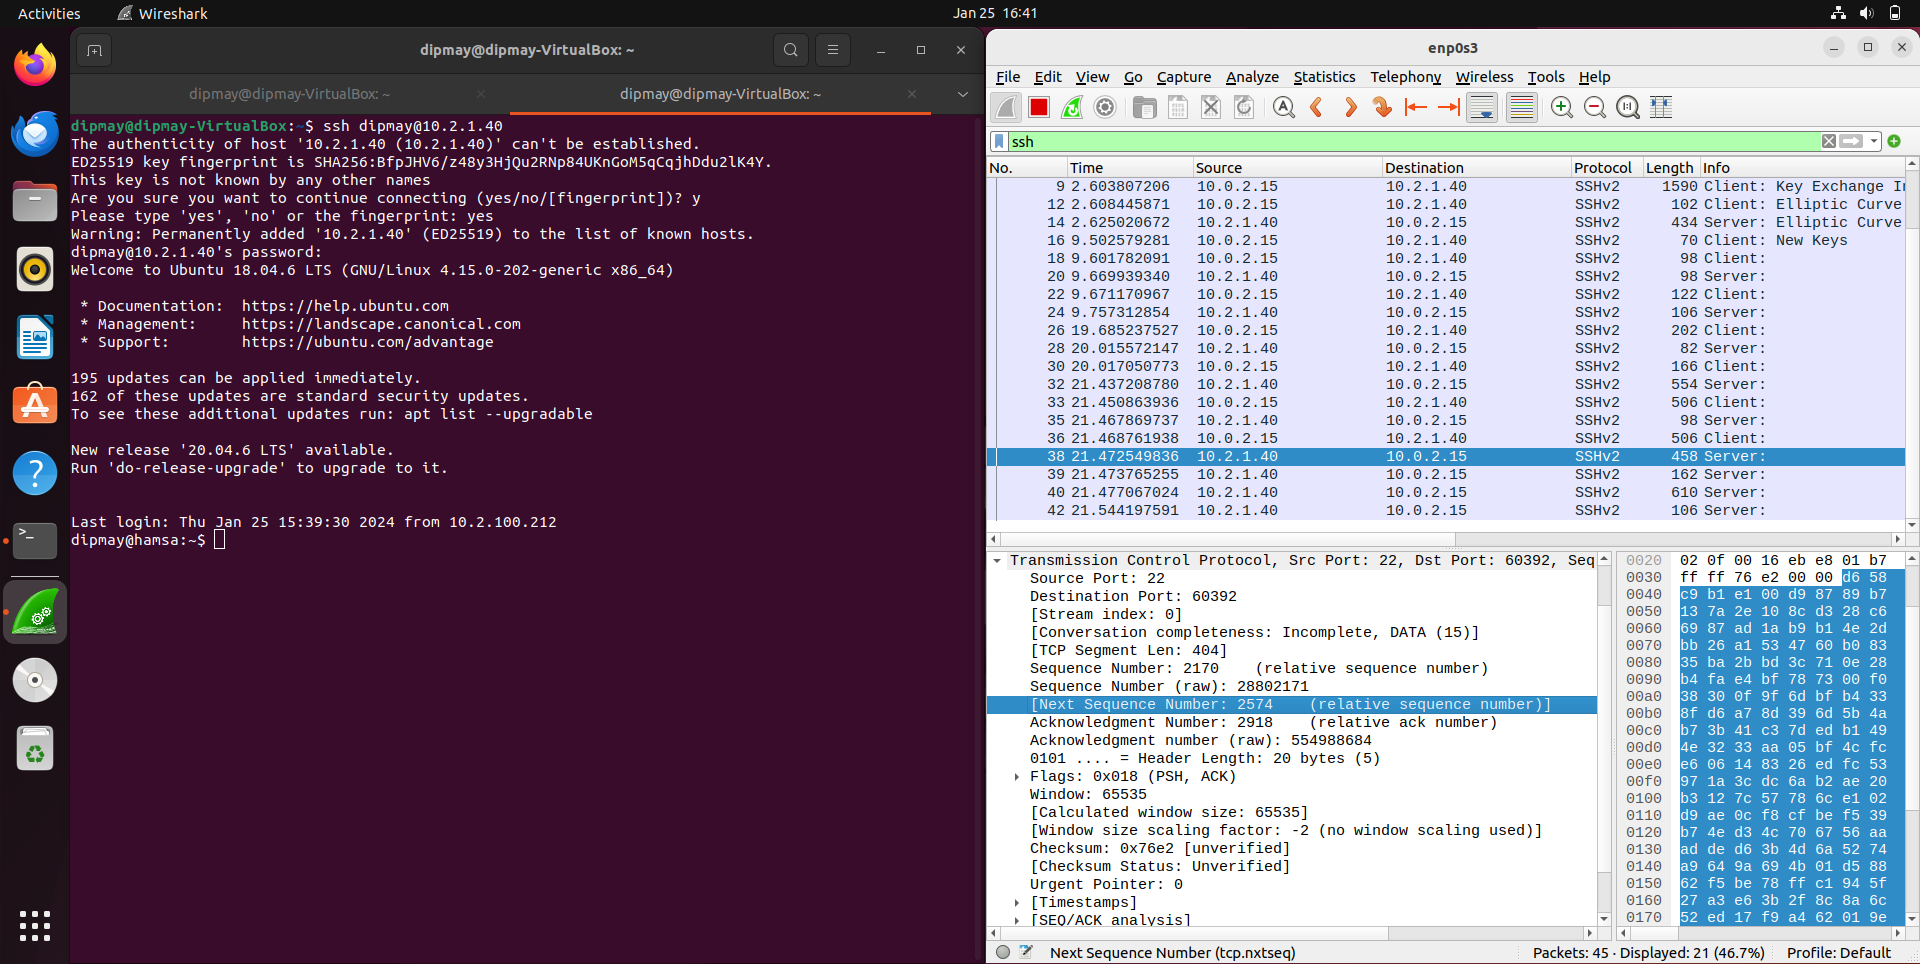 Activities
Wireshark
Jan 25 16:41
dipmay@dipmay-VirtualBox: ~
dipmay@dipmay-VirtualBox: ~
dipmay@dipmay-VirtualBox: ~
dipmay@dipmay-VirtualBox:~$ ssh dipmay@10.2.1.40
The authenticity of host '10.2.1.40 (10.2.1.40)' can't be established.
ED25519 key fingerprint is SHA256:BfpJHV6/z48y3HjQu2RNp84UKnGoM5qCqjhDdu2lK4Y.
This key is not known by any other names
Are you sure you want to continue connecting (yes/no/[fingerprint])? y
Please type 'yes', 'no' or the fingerprint: yes
Warning: Permanently added '10.2.1.40' (ED25519) to the list of known hosts.
dipmay@10.2.1.40's password:
Welcome to Ubuntu 18.04.6 LTS (GNU/Linux 4.15.0-202-generic x86_64)
* Documentation: https://help.ubuntu.com
* Management: https://landscape.canonical.com
* Support: https://ubuntu.com/advantage
195 updates can be applied immediately.
162 of these updates are standard security updates.
To see these additional updates run: apt list --upgradable
New release '20.04.6 LTS' available.
Run 'do-release-upgrade' to upgrade to it.
Last login: Thu Jan 25 15:39:30 2024 from 10.2.100.212
dipmay@hamsa:~$
enp0s3
File Edit View Go Capture Analyze Statistics Telephony Wireless Tools Help
ssh
No. Time Source Destination Protocol Length Info
9 2.603807206 10.0.2.15 10.2.1.40 SSHv2 1590 Client: Key Exchange I
12 2.608445871 10.0.2.15 10.2.1.40 SSHv2 102 Client: Elliptic Curve
14 2.625020672 10.2.1.40 10.0.2.15 SSHv2 434 Server: Elliptic Curve
16 9.502579281 10.0.2.15 10.2.1.40 SSHv2 70 Client: New Keys
18 9.601782091 10.0.2.15 10.2.1.40 SSHv2 98 Client:
20 9.669939340 10.2.1.40 10.0.2.15 SSHv2 98 Server:
22 9.671170967 10.0.2.15 10.2.1.40 SSHv2 122 Client:
24 9.757312854 10.2.1.40 10.0.2.15 SSHv2 106 Server:
26 19.685237527 10.0.2.15 10.2.1.40 SSHv2 202 Client:
28 20.015572147 10.2.1.40 10.0.2.15 SSHv2 82 Server:
30 20.017050773 10.0.2.15 10.2.1.40 SSHv2 166 Client:
32 21.437208780 10.2.1.40 10.0.2.15 SSHv2 554 Server:
33 21.450863936 10.0.2.15 10.2.1.40 SSHv2 506 Client:
35 21.467869737 10.2.1.40 10.0.2.15 SSHv2 98 Server:
36 21.468761938 10.0.2.15 10.2.1.40 SSHv2 506 Client:
38 21.472549836 10.2.1.40 10.0.2.15 SSHv2 458 Server:
39 21.473765255 10.2.1.40 10.0.2.15 SSHv2 162 Server:
40 21.477067024 10.2.1.40 10.0.2.15 SSHv2 610 Server:
42 21.544197591 10.2.1.40 10.0.2.15 SSHv2 106 Server:
Transmission Control Protocol, Src Port: 22, Dst Port: 60392, Seq
Source Port: 22
Destination Port: 60392
[Stream index: 0]
[Conversation completeness: Incomplete, DATA (15)]
[TCP Segment Len: 404]
Sequence Number: 2170 (relative sequence number)
Sequence Number (raw): 28802171
[Next Sequence Number: 2574 (relative sequence number)]
Acknowledgment Number: 2918 (relative ack number)
Acknowledgment number (raw): 554988684
0101 .... = Header Length: 20 bytes (5)
Flags: 0x018 (PSH, ACK)
Window: 65535
[Calculated window size: 65535]
[Window size scaling factor: -2 (no window scaling used)]
Checksum: 0x76e2 [unverified]
[Checksum Status: Unverified]
Urgent Pointer: 0
[Timestamps]
[SEQ/ACK analysis]
0020 02 0f 00 16 eb e8 01 b7
0030 ff ff 76 e2 00 00 d6 58
0040 c9 b1 e1 00 d9 87 89 b7
0050 13 7a 2e 10 8c d3 28 c6
0060 69 87 ad 1a b9 b1 4e 2d
0070 bb 26 a1 53 47 60 b0 83
0080 35 ba 2b bd 3c 71 0e 28
0090 b4 fa e4 bf 78 73 00 f0
00a0 38 30 0f 9f 6d bf b4 33
00b0 8f d6 a7 8d 39 6d 5b 4a
00c0 b7 3b 41 c3 7d ed b1 49
00d0 4e 32 33 aa 05 bf 4c fc
00e0 e6 06 14 83 26 ed fc 53
00f0 97 1a 3c dc 6a b2 ae 20
0100 b3 12 7c 57 78 6c e1 02
0110 d9 ae 0c f8 cf be f5 39
0120 b7 4e d3 4c 70 67 56 aa
0130 ad de d6 3b 4d 6a 52 74
0140 a9 64 9a 69 4b 01 d5 88
0150 62 f5 be 78 ff c1 94 5f
0160 27 a3 e6 3b 2f 8c 8a 6c
0170 52 ed 17 f9 a4 62 01 9e
Next Sequence Number (tcp.nxtseq)
Packets: 45 · Displayed: 21 (46.7%)
Profile: Default